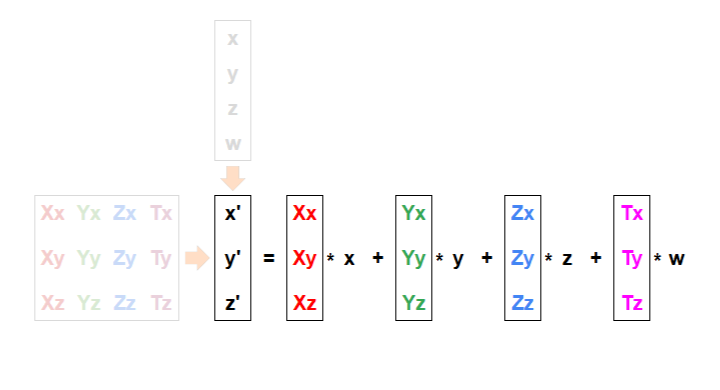 x
y
z
w
Xx Yx Zx Tx x' Xx Yx Zx Tx
Xy Yy Zy Ty y' = Xy * x + Yy * y + Zy * z + Ty * w
Xz Yz Zz Tz z' Xz Yz Zz Tz